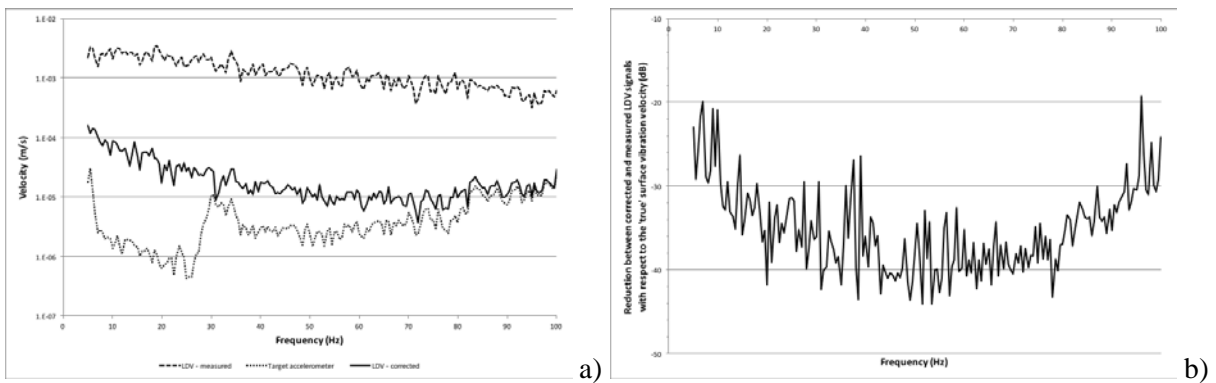 1.E-02
1.E-03
1.E-04
1.E-05
1.E-06
1.E-07
Velocity (m/s)
0 10 20 30 40 50 60 70 80 90 100
Frequency (Hz)
LDV - measured Target accelerometer LDV - corrected
a)
-10
-20
-30
-40
-50
0 10 20 30 40 50 60 70 80 90 100
Reduction between corrected and measured LDV signals
with respect to the 'true' surface vibration velocity (dB)
Frequency (Hz)
b)